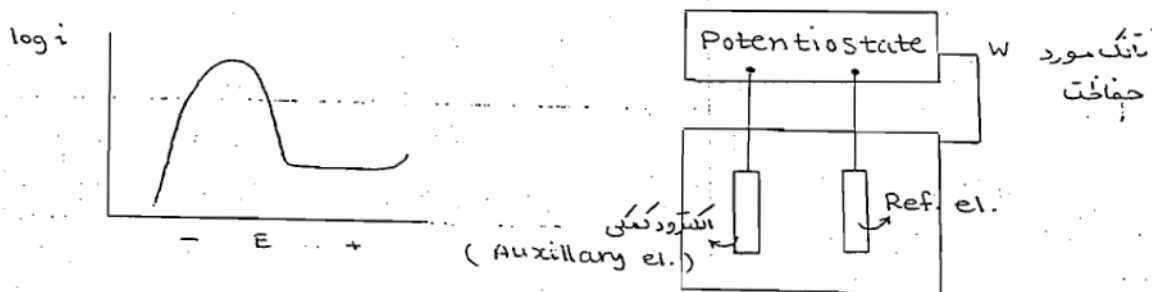 log i
- E +
Potentiostate
W
تانک مورد
حفاظت
Ref. el.
الکترود کمکی
(Auxillary el.)